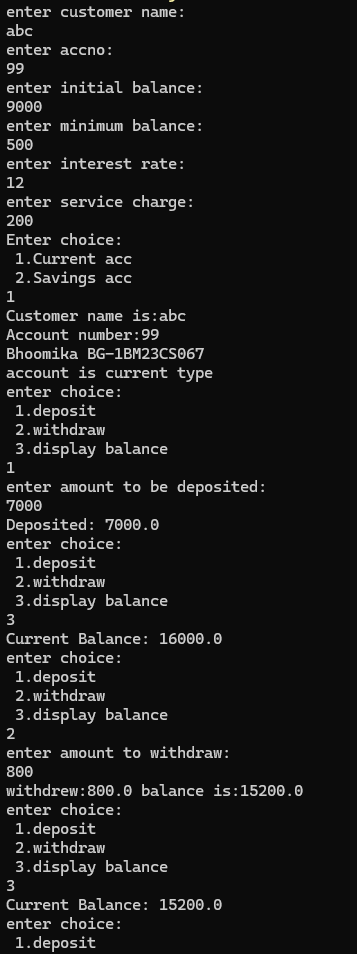 enter customer name:
abc
enter accno:
99
enter initial balance:
9000
enter minimum balance:
500
enter interest rate:
12
enter service charge:
200
Enter choice:
 1.Current acc
 2.Savings acc
1
Customer name is:abc
Account number:99
Bhoomika BG-1BM23CS067
account is current type
enter choice:
 1.deposit
 2.withdraw
 3.display balance
1
enter amount to be deposited:
7000
Deposited: 7000.0
enter choice:
 1.deposit
 2.withdraw
 3.display balance
3
Current Balance: 16000.0
enter choice:
 1.deposit
 2.withdraw
 3.display balance
2
enter amount to withdraw:
800
withdrew:800.0 balance is:15200.0
enter choice:
 1.deposit
 2.withdraw
 3.display balance
3
Current Balance: 15200.0
enter choice:
 1.deposit